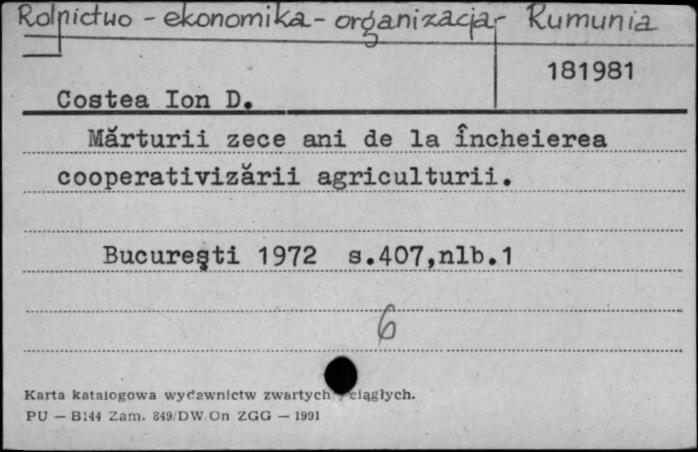 Rolnictwo - ekonomika - organizacja - Rumunia
181981
Costea Ion D.
Mărturii zece ani de la încheierea
cooperativizării agriculturii.
Bucureşti 1972 s.407,nlb.1
6
Karta katalogowa wydawnictw zwartych ciągłych.
PU — B144 Zam. 849/DW/On ZGG — 1991